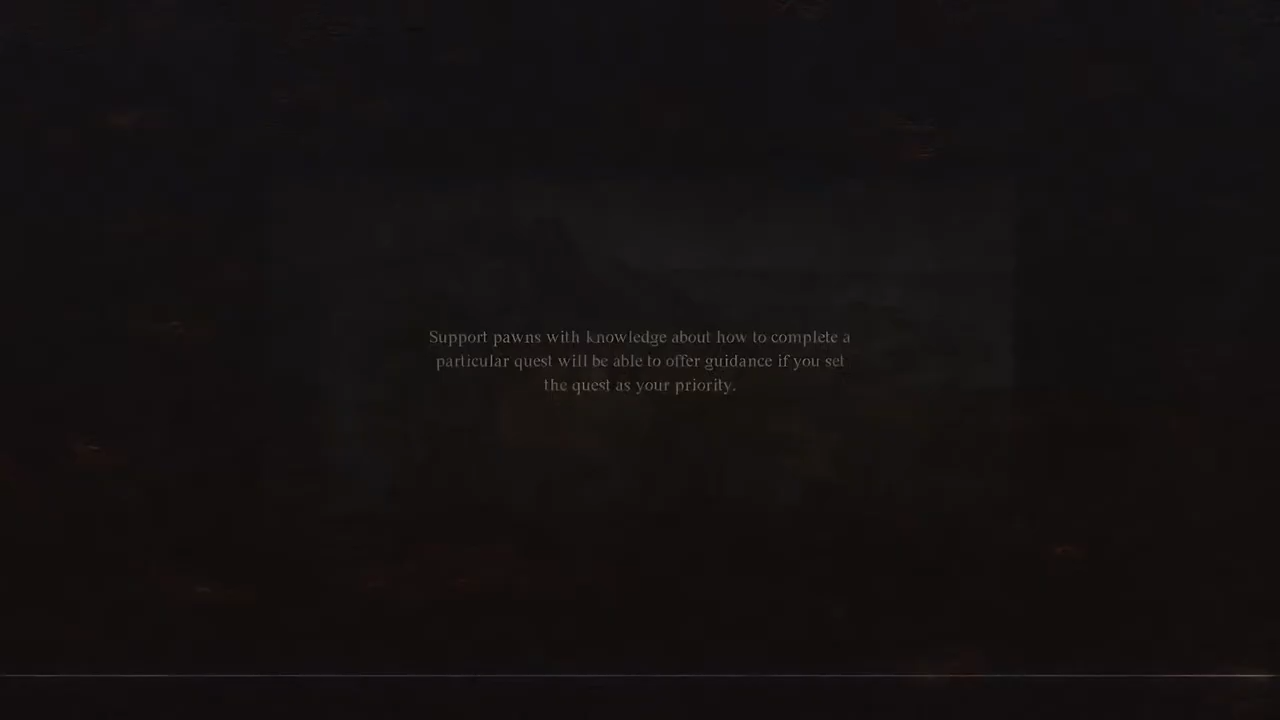 Support pawns with knowledge about how to complete a
particular quest will be able to offer guidance if you set
the quest as your priority.